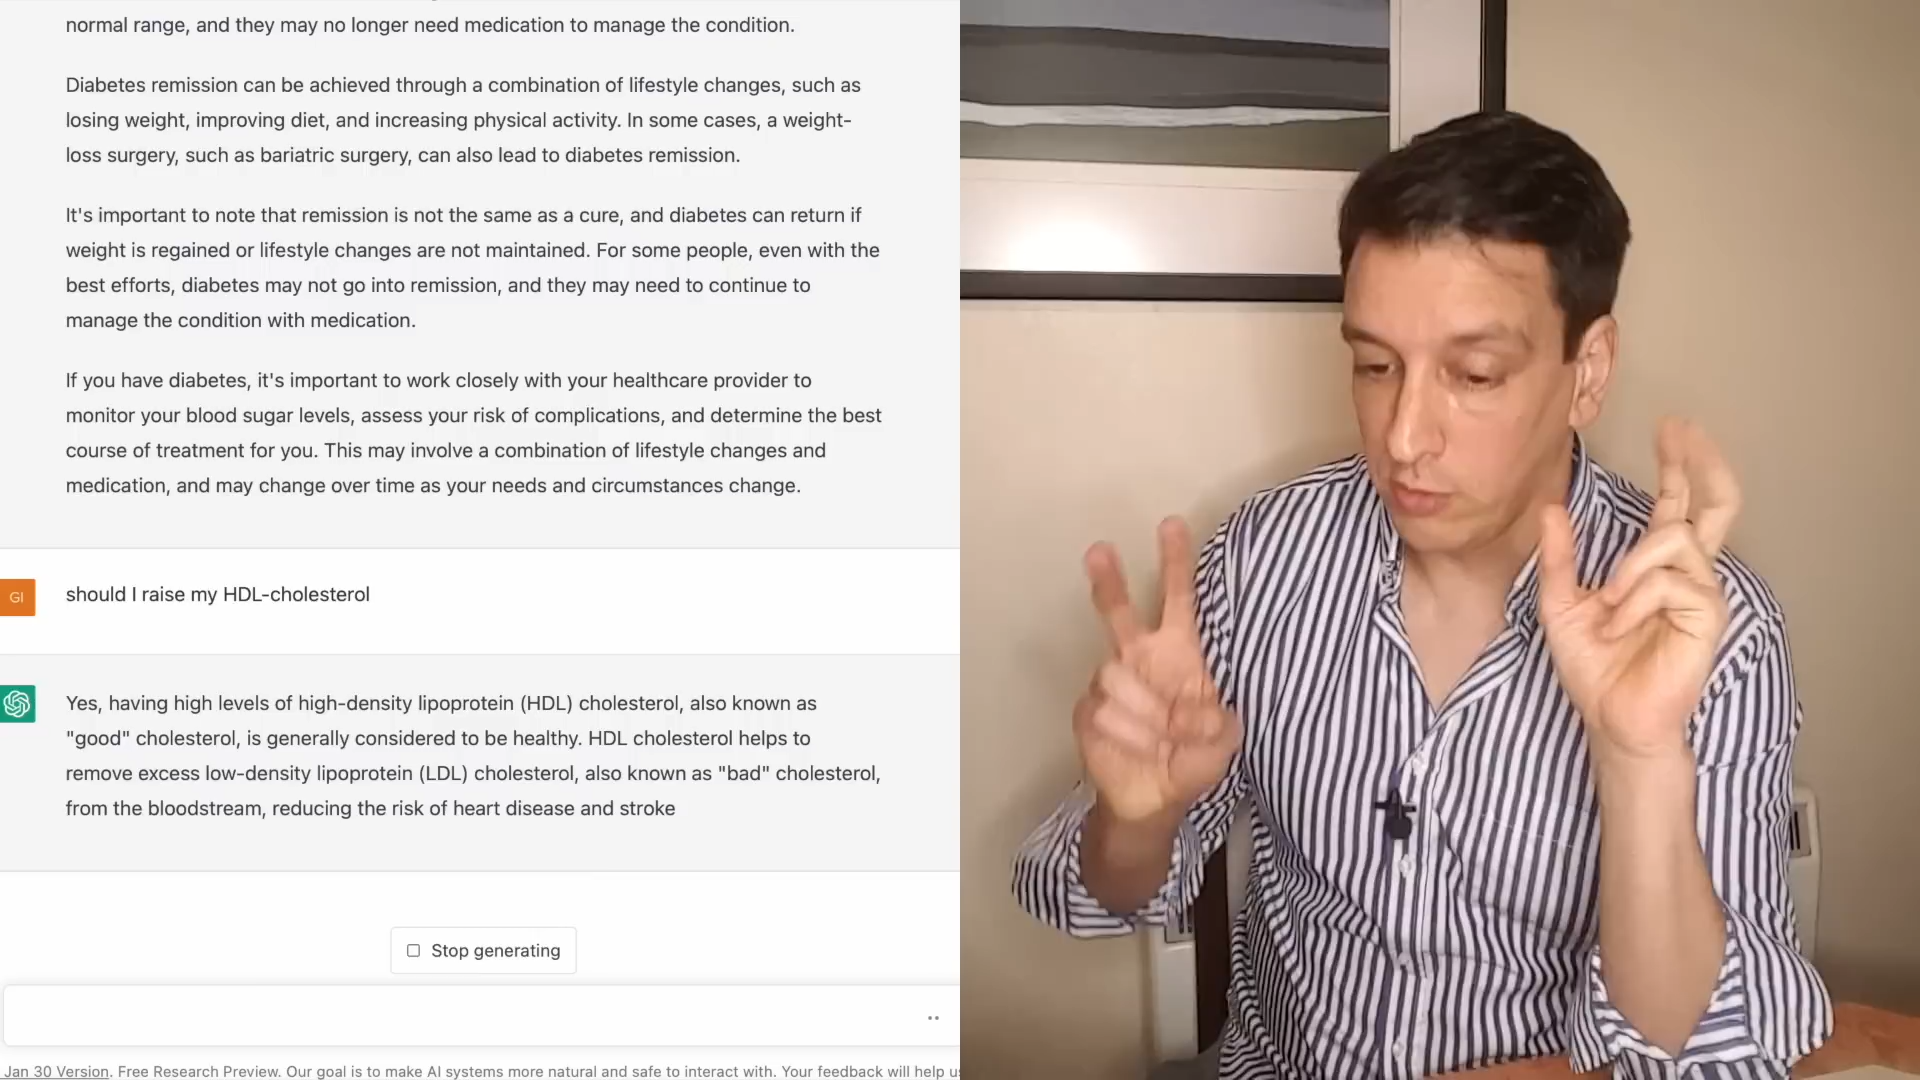 normal range, and they may no longer need medication to manage the condition.
Diabetes remission can be achieved through a combination of lifestyle changes, such as
losing weight, improving diet, and increasing physical activity. In some cases, a weight-
loss surgery, such as bariatric surgery, can also lead to diabetes remission.
It's important to note that remission is not the same as a cure, and diabetes can return if
weight is regained or lifestyle changes are not maintained. For some people, even with the
best efforts, diabetes may not go into remission, and they may need to continue to
manage the condition with medication.
If you have diabetes, it's important to work closely with your healthcare provider to
monitor your blood sugar levels, assess your risk of complications, and determine the best
course of treatment for you. This may involve a combination of lifestyle changes and
medication, and may change over time as your needs and circumstances change.
GI
should I raise my HDL-cholesterol
Yes, having high levels of high-density lipoprotein (HDL) cholesterol, also known as
"good" cholesterol, is generally considered to be healthy. HDL cholesterol helps to
remove excess low-density lipoprotein (LDL) cholesterol, also known as "bad" cholesterol,
from the bloodstream, reducing the risk of heart disease and stroke
Stop generating
Jan 30 Version. Free Research Preview. Our goal is to make AI systems more natural and safe to interact with. Your feedback will help